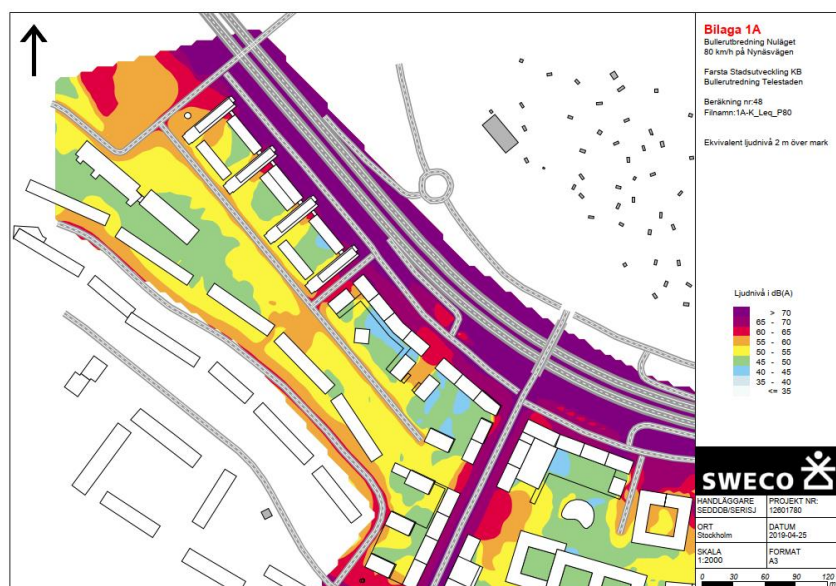 Bilaga 1A
Bullerutbredning Nuläget
80 km/h på Nynäsvägen
Farsta Stadsutveckling KB
Bullerutredning Telestaden
Beräkning nr:48
Filnamn:1A-K_Leq_P80
Ekvivalent ljudnivå 2 m över mark
Ljudnivå i dB(A)
> 70
65 - 70
60 - 65
55 - 60
50 - 55
45 - 50
40 - 45
35 - 40
<= 35
SWECO
HANDLÄGGARE
SEDDDB/SERISJ
PROJEKT NR:
12601780
ORT
Stockholm
DATUM
2019-04-25
SKALA
1:2000
FORMAT
A3
0 30 60 90 120
m